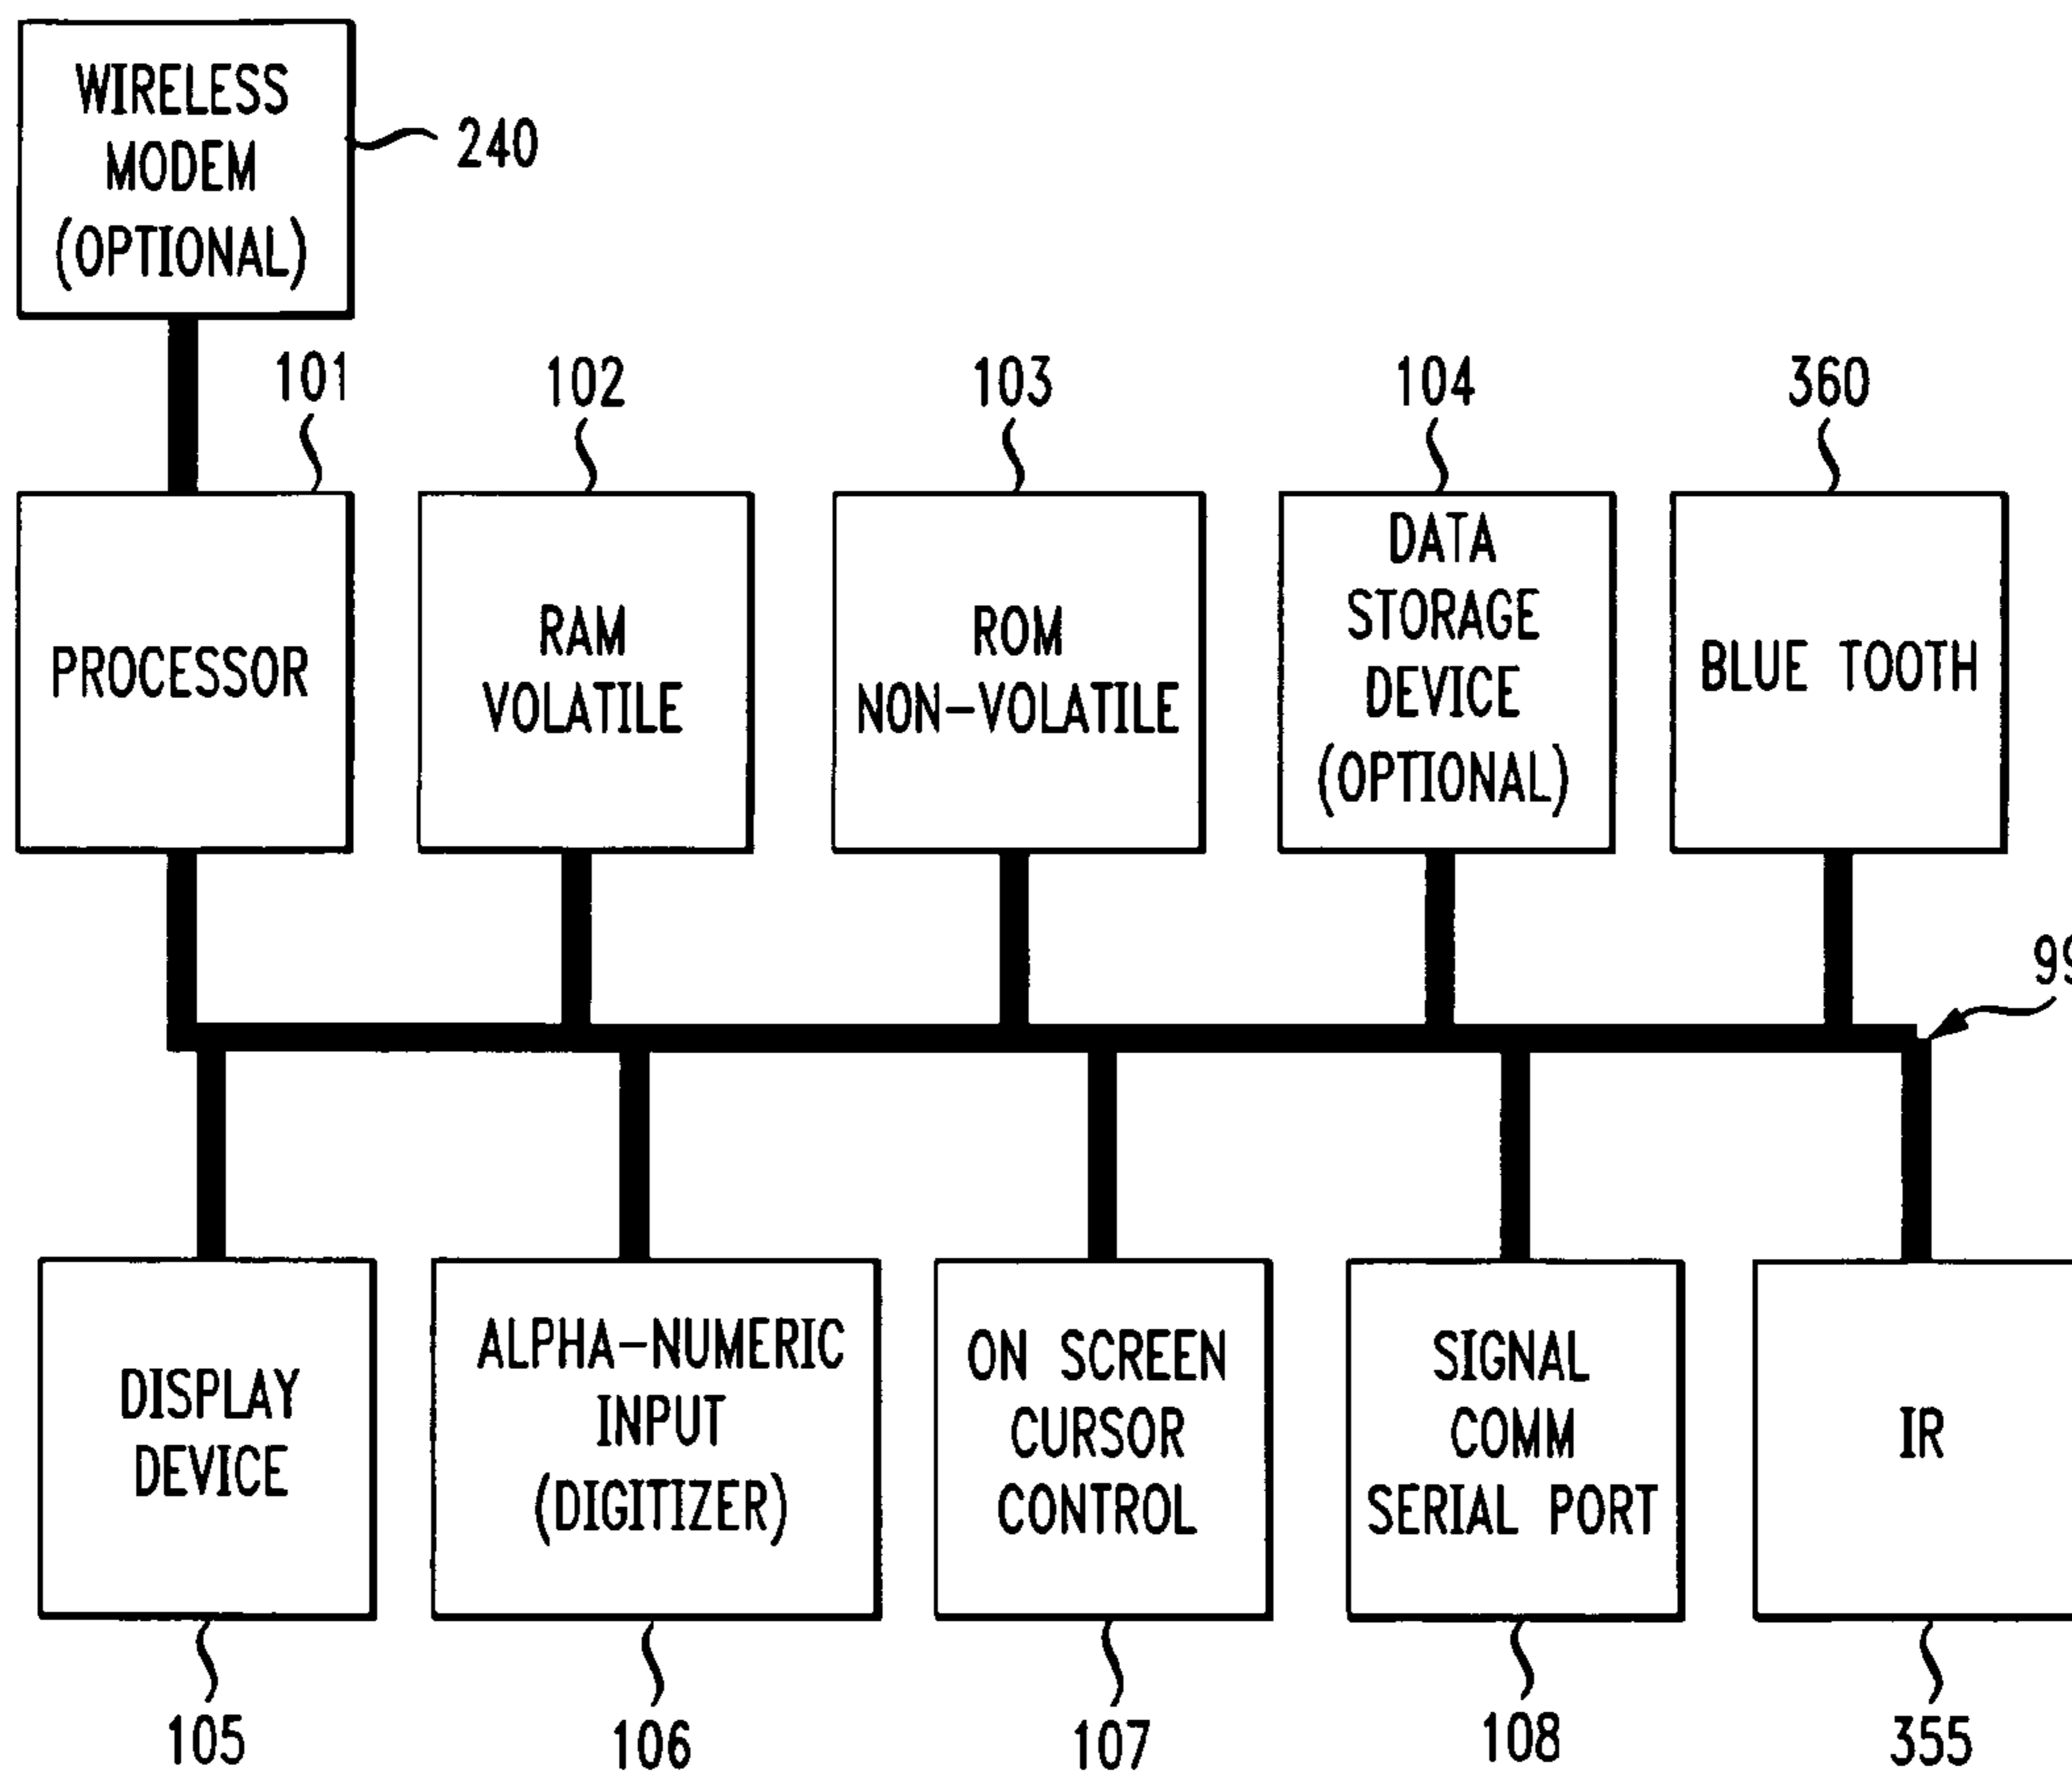 WIRELESS
MODEM
(OPTIONAL)
240
101
102
103
104
360
PROCESSOR
RAM
VOLATILE
ROM
NON-VOLATILE
DATA
STORAGE
DEVICE
(OPTIONAL)
BLUE TOOTH
99
DISPLAY
DEVICE
ALPHA-NUMERIC
INPUT
(DIGITIZER)
ON SCREEN
CURSOR
CONTROL
SIGNAL
COMM
SERIAL PORT
IR
105
106
107
108
355